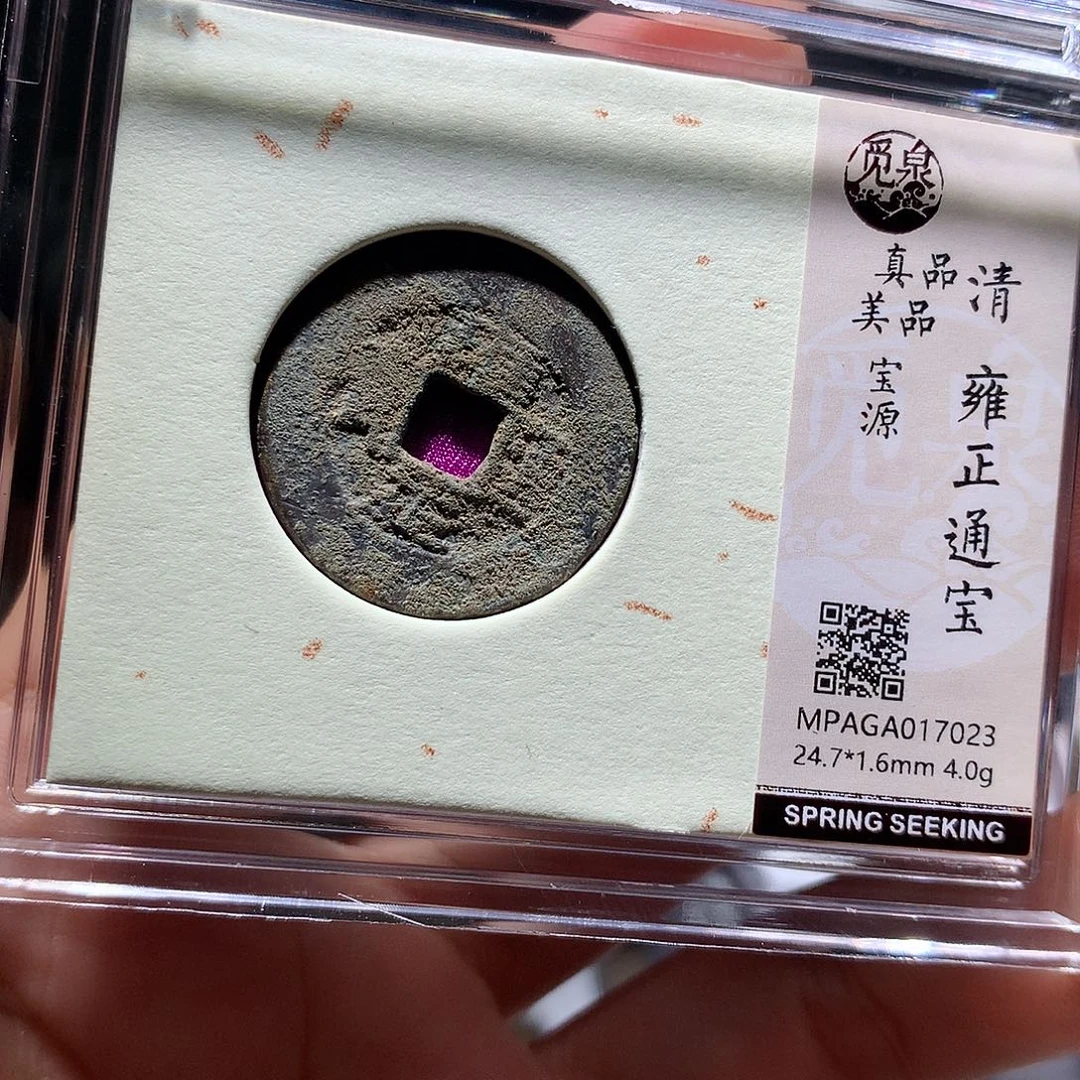 觅泉
真品
美品
宝源
清 雍正通宝
MPAGA017023
24.7*1.6mm 4.0g
SPRING SEEKING